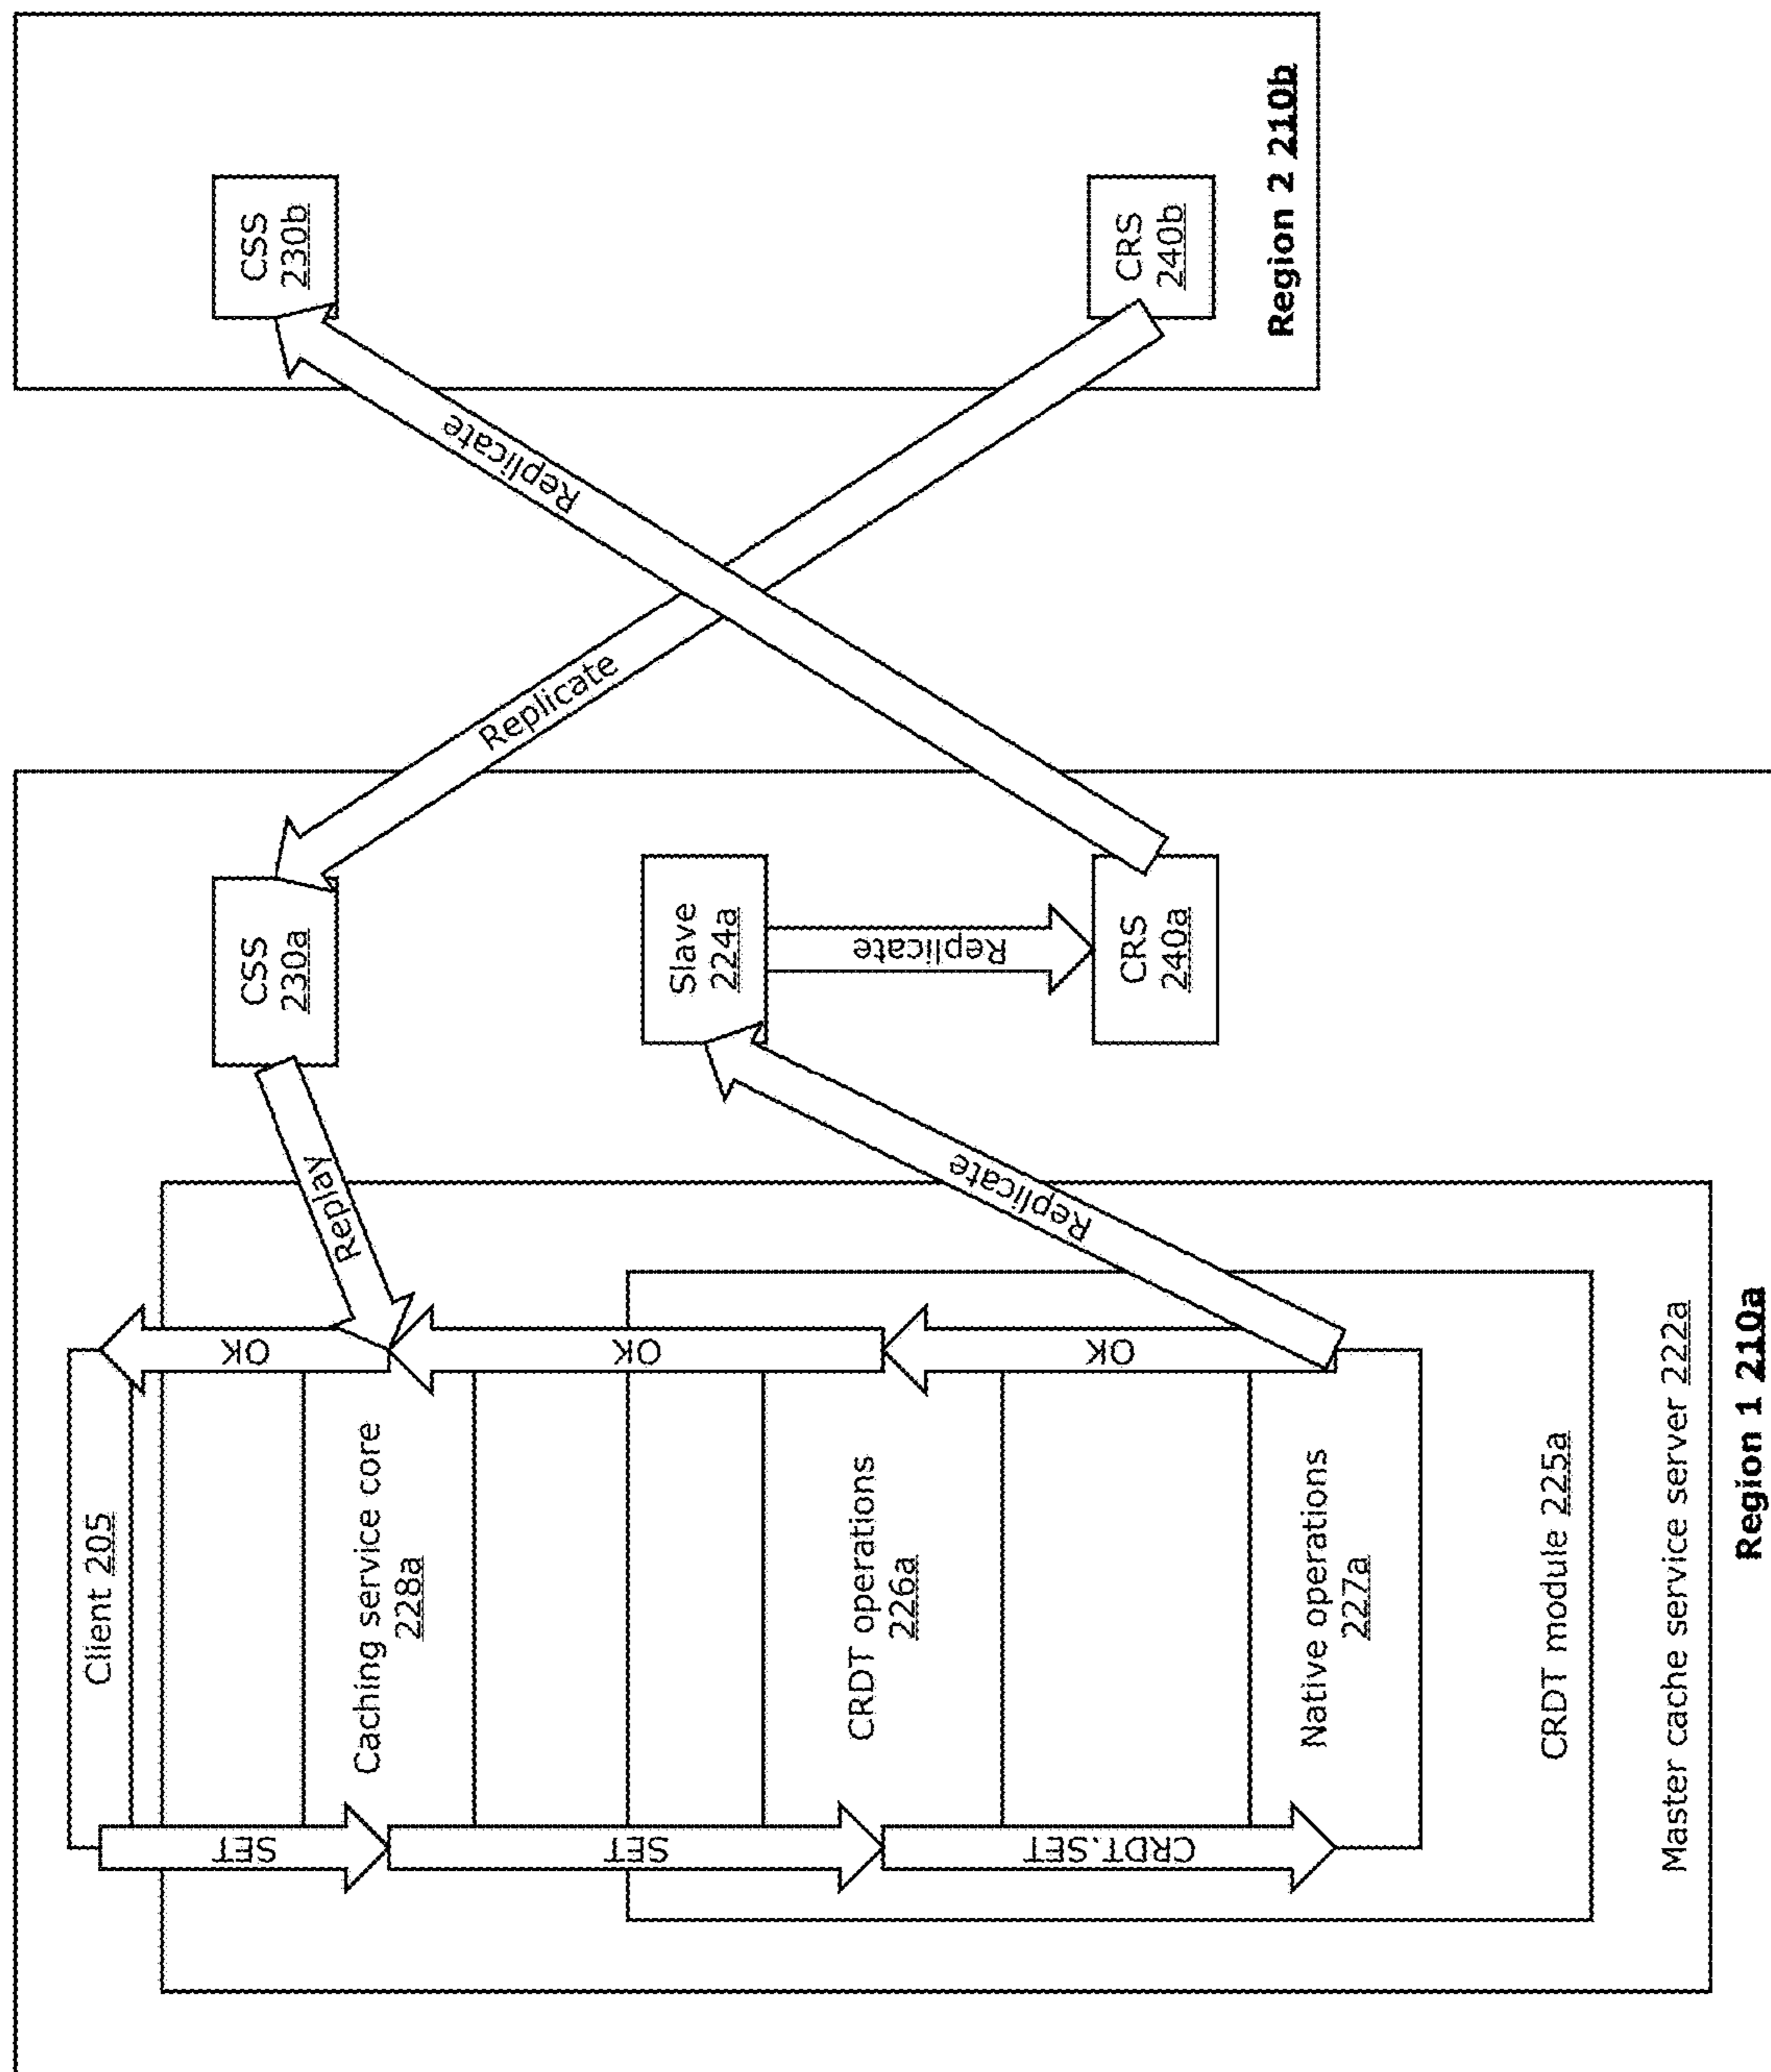 Client 205
SET
OK
Caching service core
228a
SET
OK
CRDT operations
226a
CRDT.SET
OK
Native operations
227a
CRDT module 225a
Master cache service server 222a
Region 1 210a
Replay
Replicate
CSS
230a
Slave
224a
Replicate
CRS
240a
Replicate
Replicate
CSS
230b
CRS
240b
Region 2 210b